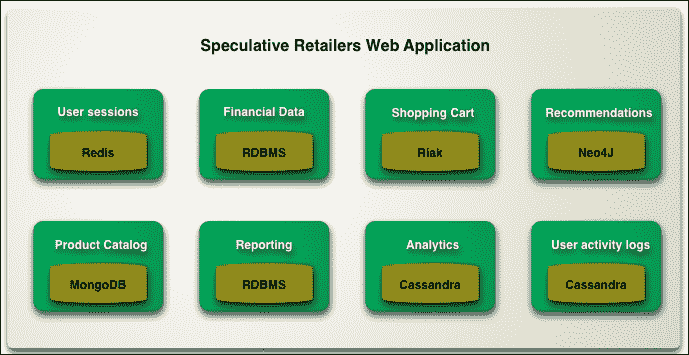 Speculative Retailers Web Application
User sessions
Redis
Financial Data
RDBMS
Shopping Cart
Riak
Recommendations
Neo4J
Product Catalog
MongoDB
Reporting
RDBMS
Analytics
Cassandra
User activity logs
Cassandra